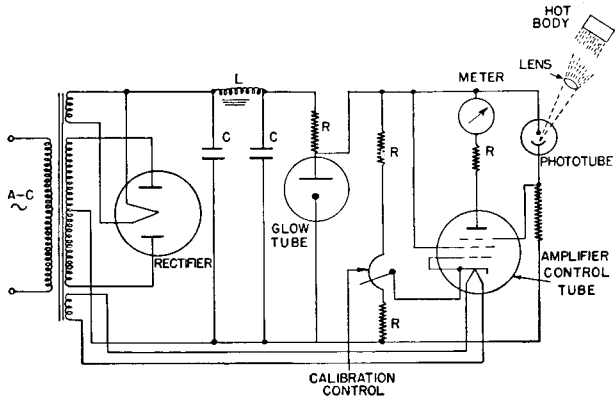 HOT
BODY
LENS
METER
L
A-C
~
C
C
R
R
R
PHOTOTUBE
GLOW
TUBE
RECTIFIER
AMPLIFIER
CONTROL
TUBE
R
CALIBRATION
CONTROL